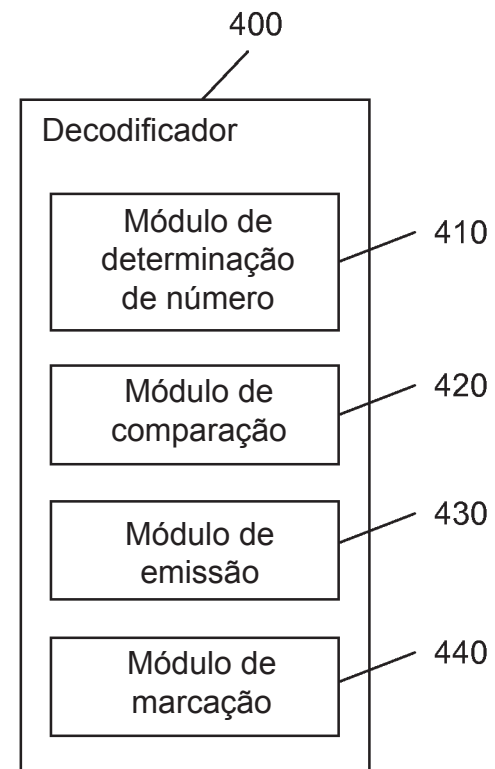 400
Decodificador
Módulo de
determinação
de número
410
Módulo de
comparação
420
Módulo de
emissão
430
Módulo de
marcação
440